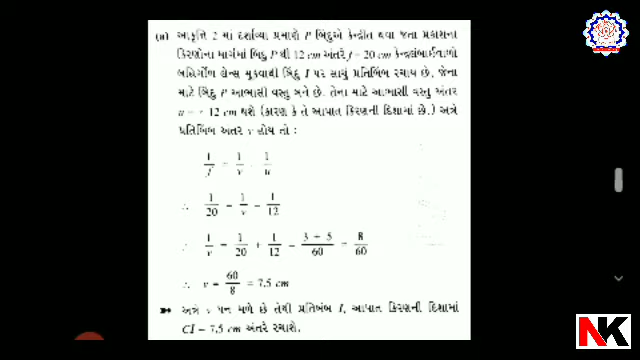 (a) આકૃતિ 2 માં દર્શાવ્યા પ્રમાણે P બિંદુએ કેન્દ્રીત થવા જતા પ્રકાશના
કિરણોના માર્ગમાં બિંદુ P થી 12 cm અંતરે f = 20 cm કેન્દ્રલંબાઈવાળો
બહિર્ગોળ લેન્સ મૂકવાથી બિંદુ I પર સાચું પ્રતિબિંબ રચાય છે. જેના
માટે બિંદુ P આભાસી વસ્તુ બને છે. તેના માટે આભાસી વસ્તુ અંતર
u = + 12 cm થશે (કારણ કે તે આપાત કિરણની દિશામાં છે.) અત્રે
પ્રતિબિંબ અંતર v હોય તો :
1/f = 1/v - 1/u
∴ 1/20 = 1/v - 1/12
∴ 1/v = 1/20 + 1/12 = 3 + 5/60 = 8/60
∴ v = 60/8 = 7.5 cm
અત્રે v ધન મળે છે તેથી પ્રતિબિંબ I, આપાત કિરણની દિશામાં
CI = 7.5 cm અંતરે રચાશે.
NK